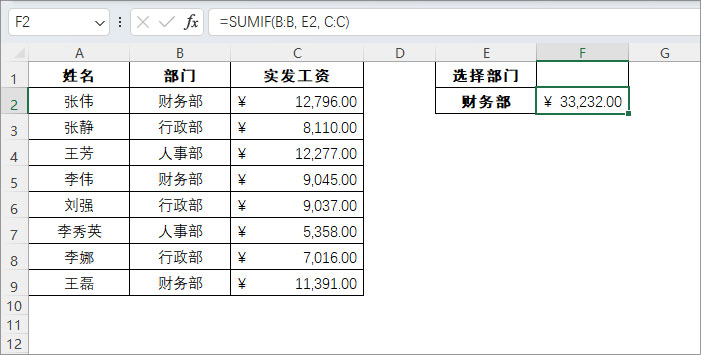 F2 fx =SUMIF(B:B, E2, C:C)
A B C D E F G
1 姓名 部门 实发工资 选择部门
2 张伟 财务部 ¥ 12,796.00 财务部 ¥ 33,232.00
3 张静 行政部 ¥ 8,110.00
4 王芳 人事部 ¥ 12,277.00
5 李伟 财务部 ¥ 9,045.00
6 刘强 行政部 ¥ 9,037.00
7 李秀英 人事部 ¥ 5,358.00
8 李娜 行政部 ¥ 7,016.00
9 王磊 财务部 ¥ 11,391.00
10
11
12